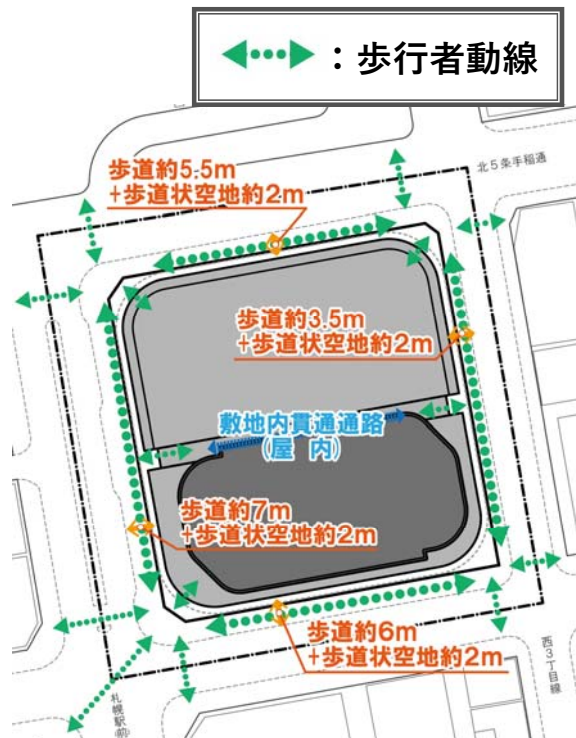 ：歩行者動線
北5条手稲通
歩道約5.5m
+歩道状空地約2m
歩道約3.5m
+歩道状空地約2m
敷地内貫通通路
(屋 内)
歩道約7m
+歩道状空地約2m
歩道約6m
+歩道状空地約2m
西3丁目線
札幌駅前